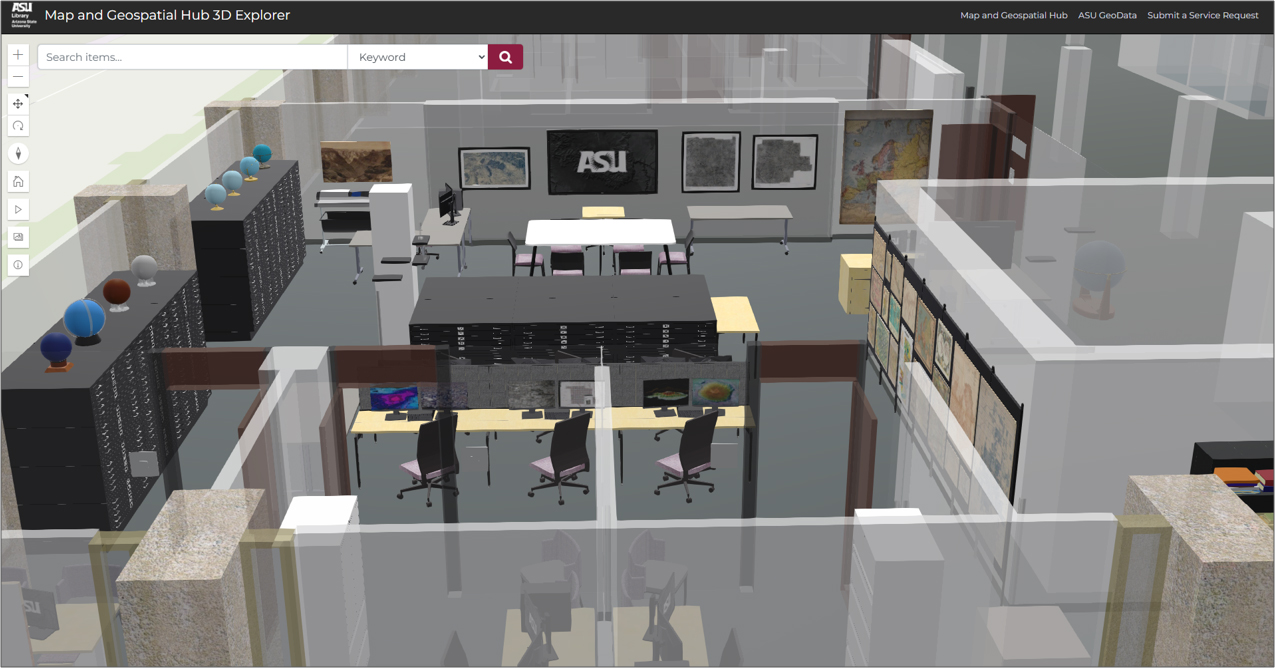 ASU
Library
Arizona State
University
Map and Geospatial Hub 3D Explorer
Map and Geospatial Hub
ASU GeoData
Submit a Service Request
Search items...
Keyword
ASU
ASU